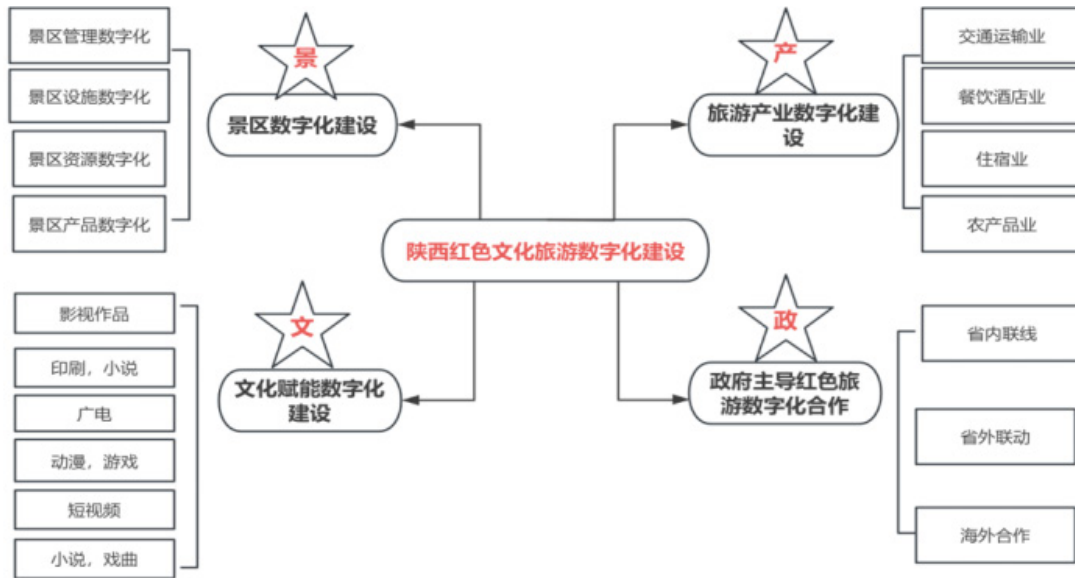 景区管理数字化
景区设施数字化
景区资源数字化
景区产品数字化
景
景区数字化建设
产
旅游产业数字化建
设
交通运输业
餐饮酒店业
住宿业
农产品业
陕西红色文化旅游数字化建设
影视作品
印刷，小说
广电
动漫，游戏
短视频
小说，戏曲
文
文化赋能数字化
建设
政
政府主导红色旅
游数字化合作
省内联线
省外联动
海外合作